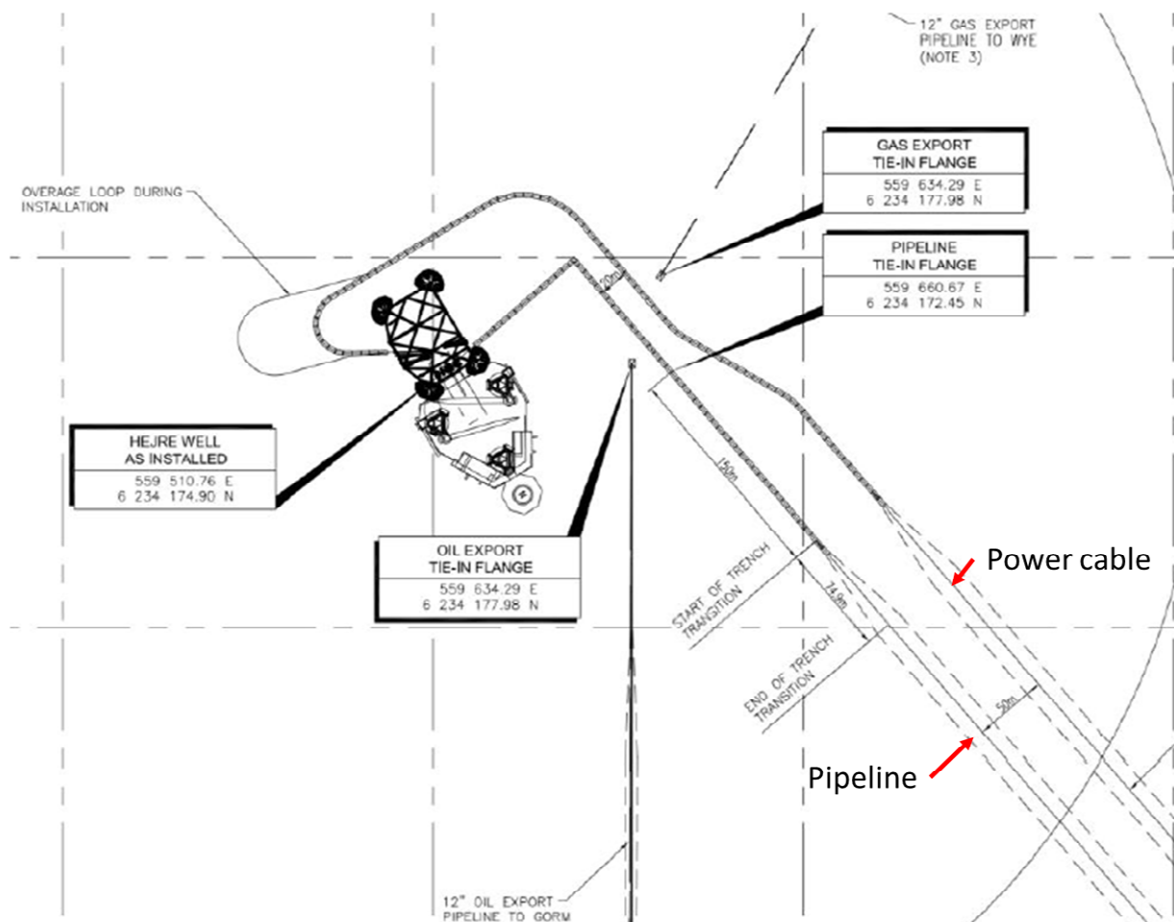 12" GAS EXPORT
PIPELINE TO WYE
(NOTE 3)
GAS EXPORT
TIE-IN FLANGE
559 634.29 E
6 234 177.98 N
OVERAGE LOOP DURING
INSTALLATION
PIPELINE
TIE-IN FLANGE
559 660.67 E
6 234 172.45 N
20m
HEJRE WELL
AS INSTALLED
559 510.76 E
6 234 174.90 N
150m
OIL EXPORT
TIE-IN FLANGE
559 634.29 E
6 234 177.98 N
START OF TRENCH
TRANSITION
74.9m
Power cable
END OF TRENCH
TRANSITION
50m
Pipeline
12" OIL EXPORT
PIPELINE TO GORM